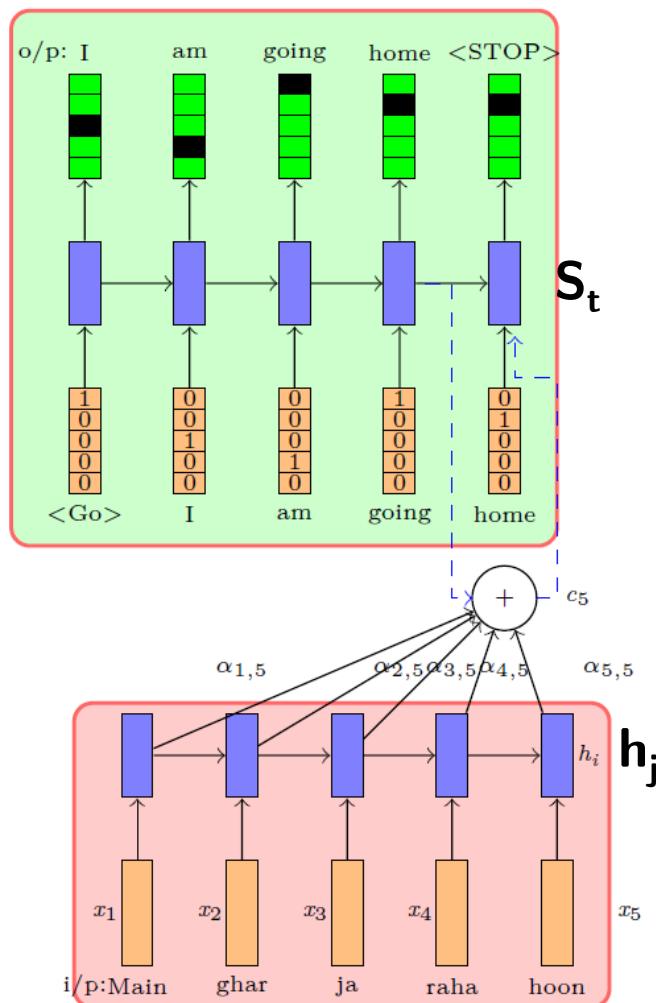 o/p: I am going home <STOP>
S_t
1 0 0 1 0
0 0 0 0 1
0 1 0 0 0
0 0 1 0 0
0 0 0 0 0
<Go> I am going home
+ c_5
α_{1,5} α_{2,5} α_{3,5} α_{4,5} α_{5,5}
h_i h_j
x_1 x_2 x_3 x_4 x_5
i/p: Main ghar ja raha hoon